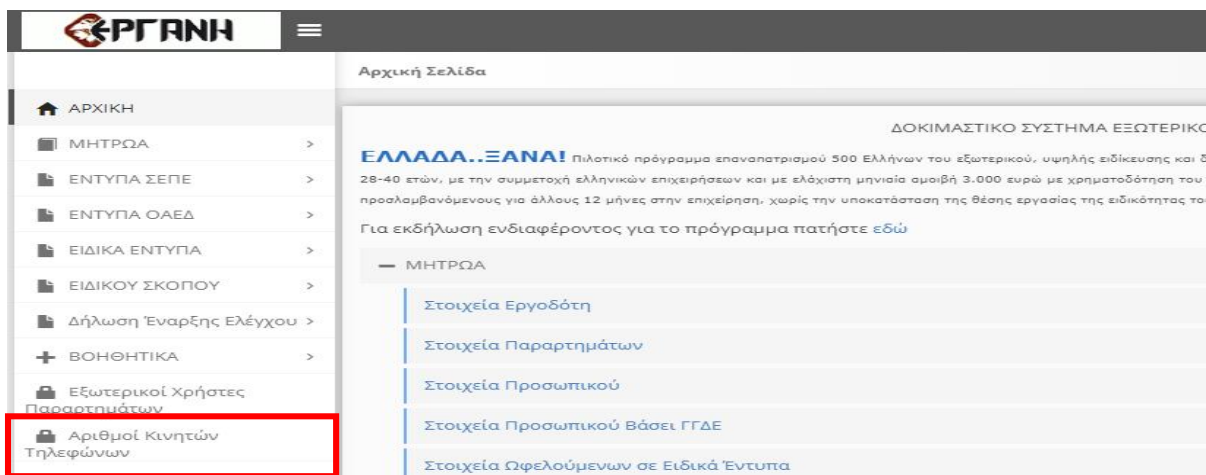 ΕΡΓΑΝΗ
Αρχική Σελίδα
ΑΡΧΙΚΗ
ΜΗΤΡΩΑ
ΕΝΤΥΠΑ ΣΕΠΕ
ΕΝΤΥΠΑ ΟΑΕΔ
ΕΙΔΙΚΑ ΕΝΤΥΠΑ
ΕΙΔΙΚΟΥ ΣΚΟΠΟΥ
Δήλωση Έναρξης Ελέγχου
ΒΟΗΘΗΤΙΚΑ
Εξωτερικοί Χρήστες
Παραρτημάτων
Αριθμοί Κινητών
Τηλεφώνων
ΔΟΚΙΜΑΣΤΙΚΟ ΣΥΣΤΗΜΑ ΕΞΩΤΕΡΙΚΟ
ΕΛΛΑΔΑ..ΞΑΝΑ! Πιλοτικό πρόγραμμα επαναπατρισμού 500 Ελλήνων του εξωτερικού, υψηλής ειδίκευσης και δ
28-40 ετών, με την συμμετοχή ελληνικών επιχειρήσεων και με ελάχιστη μηνιαία αμοιβή 3.000 ευρώ με χρηματοδότηση του
προσλαμβανόμενους για άλλους 12 μήνες στην επιχείρηση, χωρίς την υποκατάσταση της θέσης εργασίας της ειδικότητας το
Για εκδήλωση ενδιαφέροντος για το πρόγραμμα πατήστε εδώ
ΜΗΤΡΩΑ
Στοιχεία Εργοδότη
Στοιχεία Παραρτημάτων
Στοιχεία Προσωπικού
Στοιχεία Προσωπικού Βάσει ΓΓΔΕ
Στοιχεία Ωφελούμενων σε Ειδικά Έντυπα